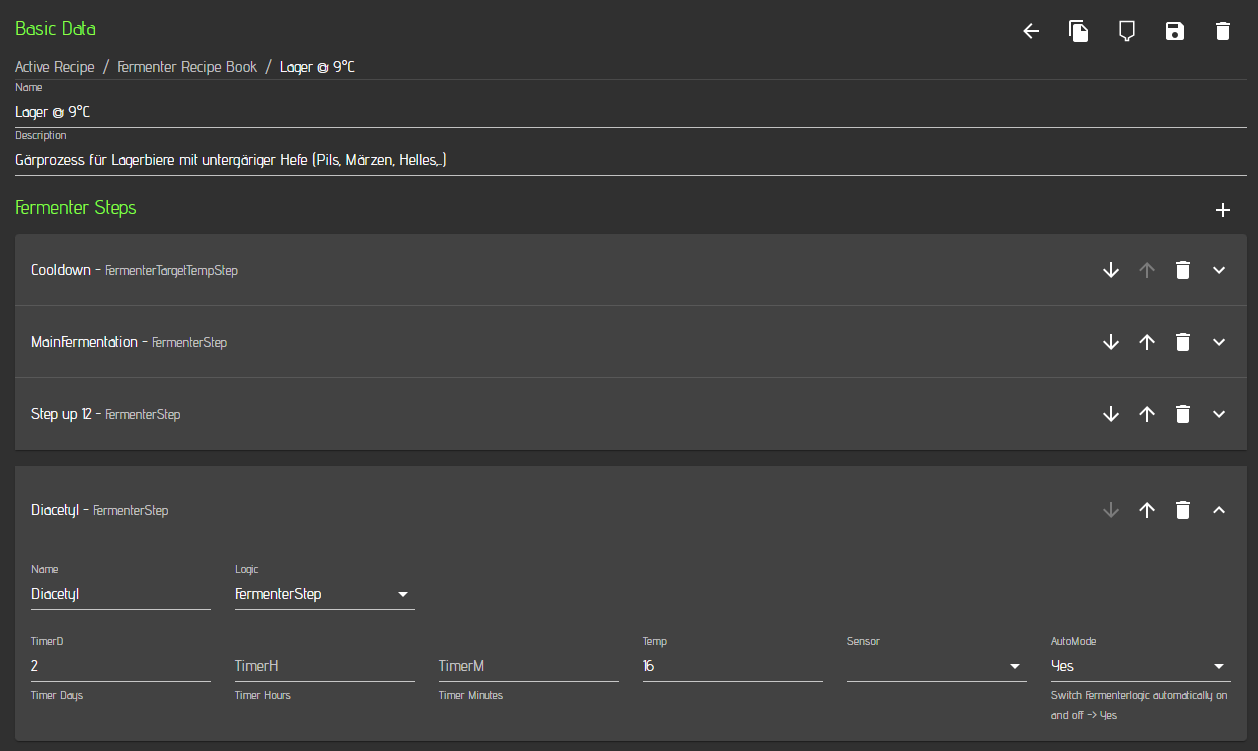 Basic Data
Active Recipe / Fermenter Recipe Book / Lager @ 9°C
Name
Lager @ 9°C
Description
Gärprozess für Lagerbiere mit untergäriger Hefe (Pils, Märzen, Helles,..)
Fermenter Steps
Cooldown - FermenterTargetTempStep
MainFermentation - FermenterStep
Step up 12 - FermenterStep
Diacetyl - FermenterStep
Name Logic
Diacetyl FermenterStep
TimerD Temp Sensor AutoMode
2 TimerH TimerM 16 Yes
Timer Days Timer Hours Timer Minutes Switch Fermenterlogic automatically on
and off -> Yes